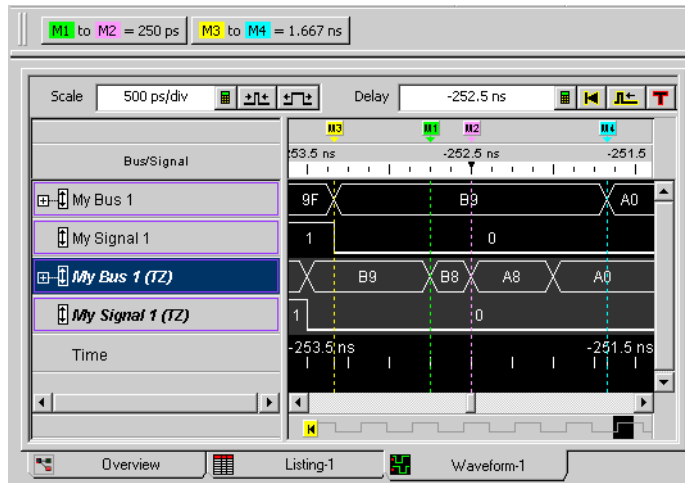 M1 to M2 = 250 ps M3 to M4 = 1.667 ns
Scale 500 ps/div Delay -252.5 ns T
M3 M1 M2 M4
Bus/Signal :53.5 ns -252.5 ns -251.5
My Bus 1 9F B9 A0
My Signal 1 1 0
My Bus 1 (TZ) B9 B8 A8 A0
My Signal 1 (TZ) 1 0
Time -253.5 ns -251.5 ns
Overview Listing-1 Waveform-1